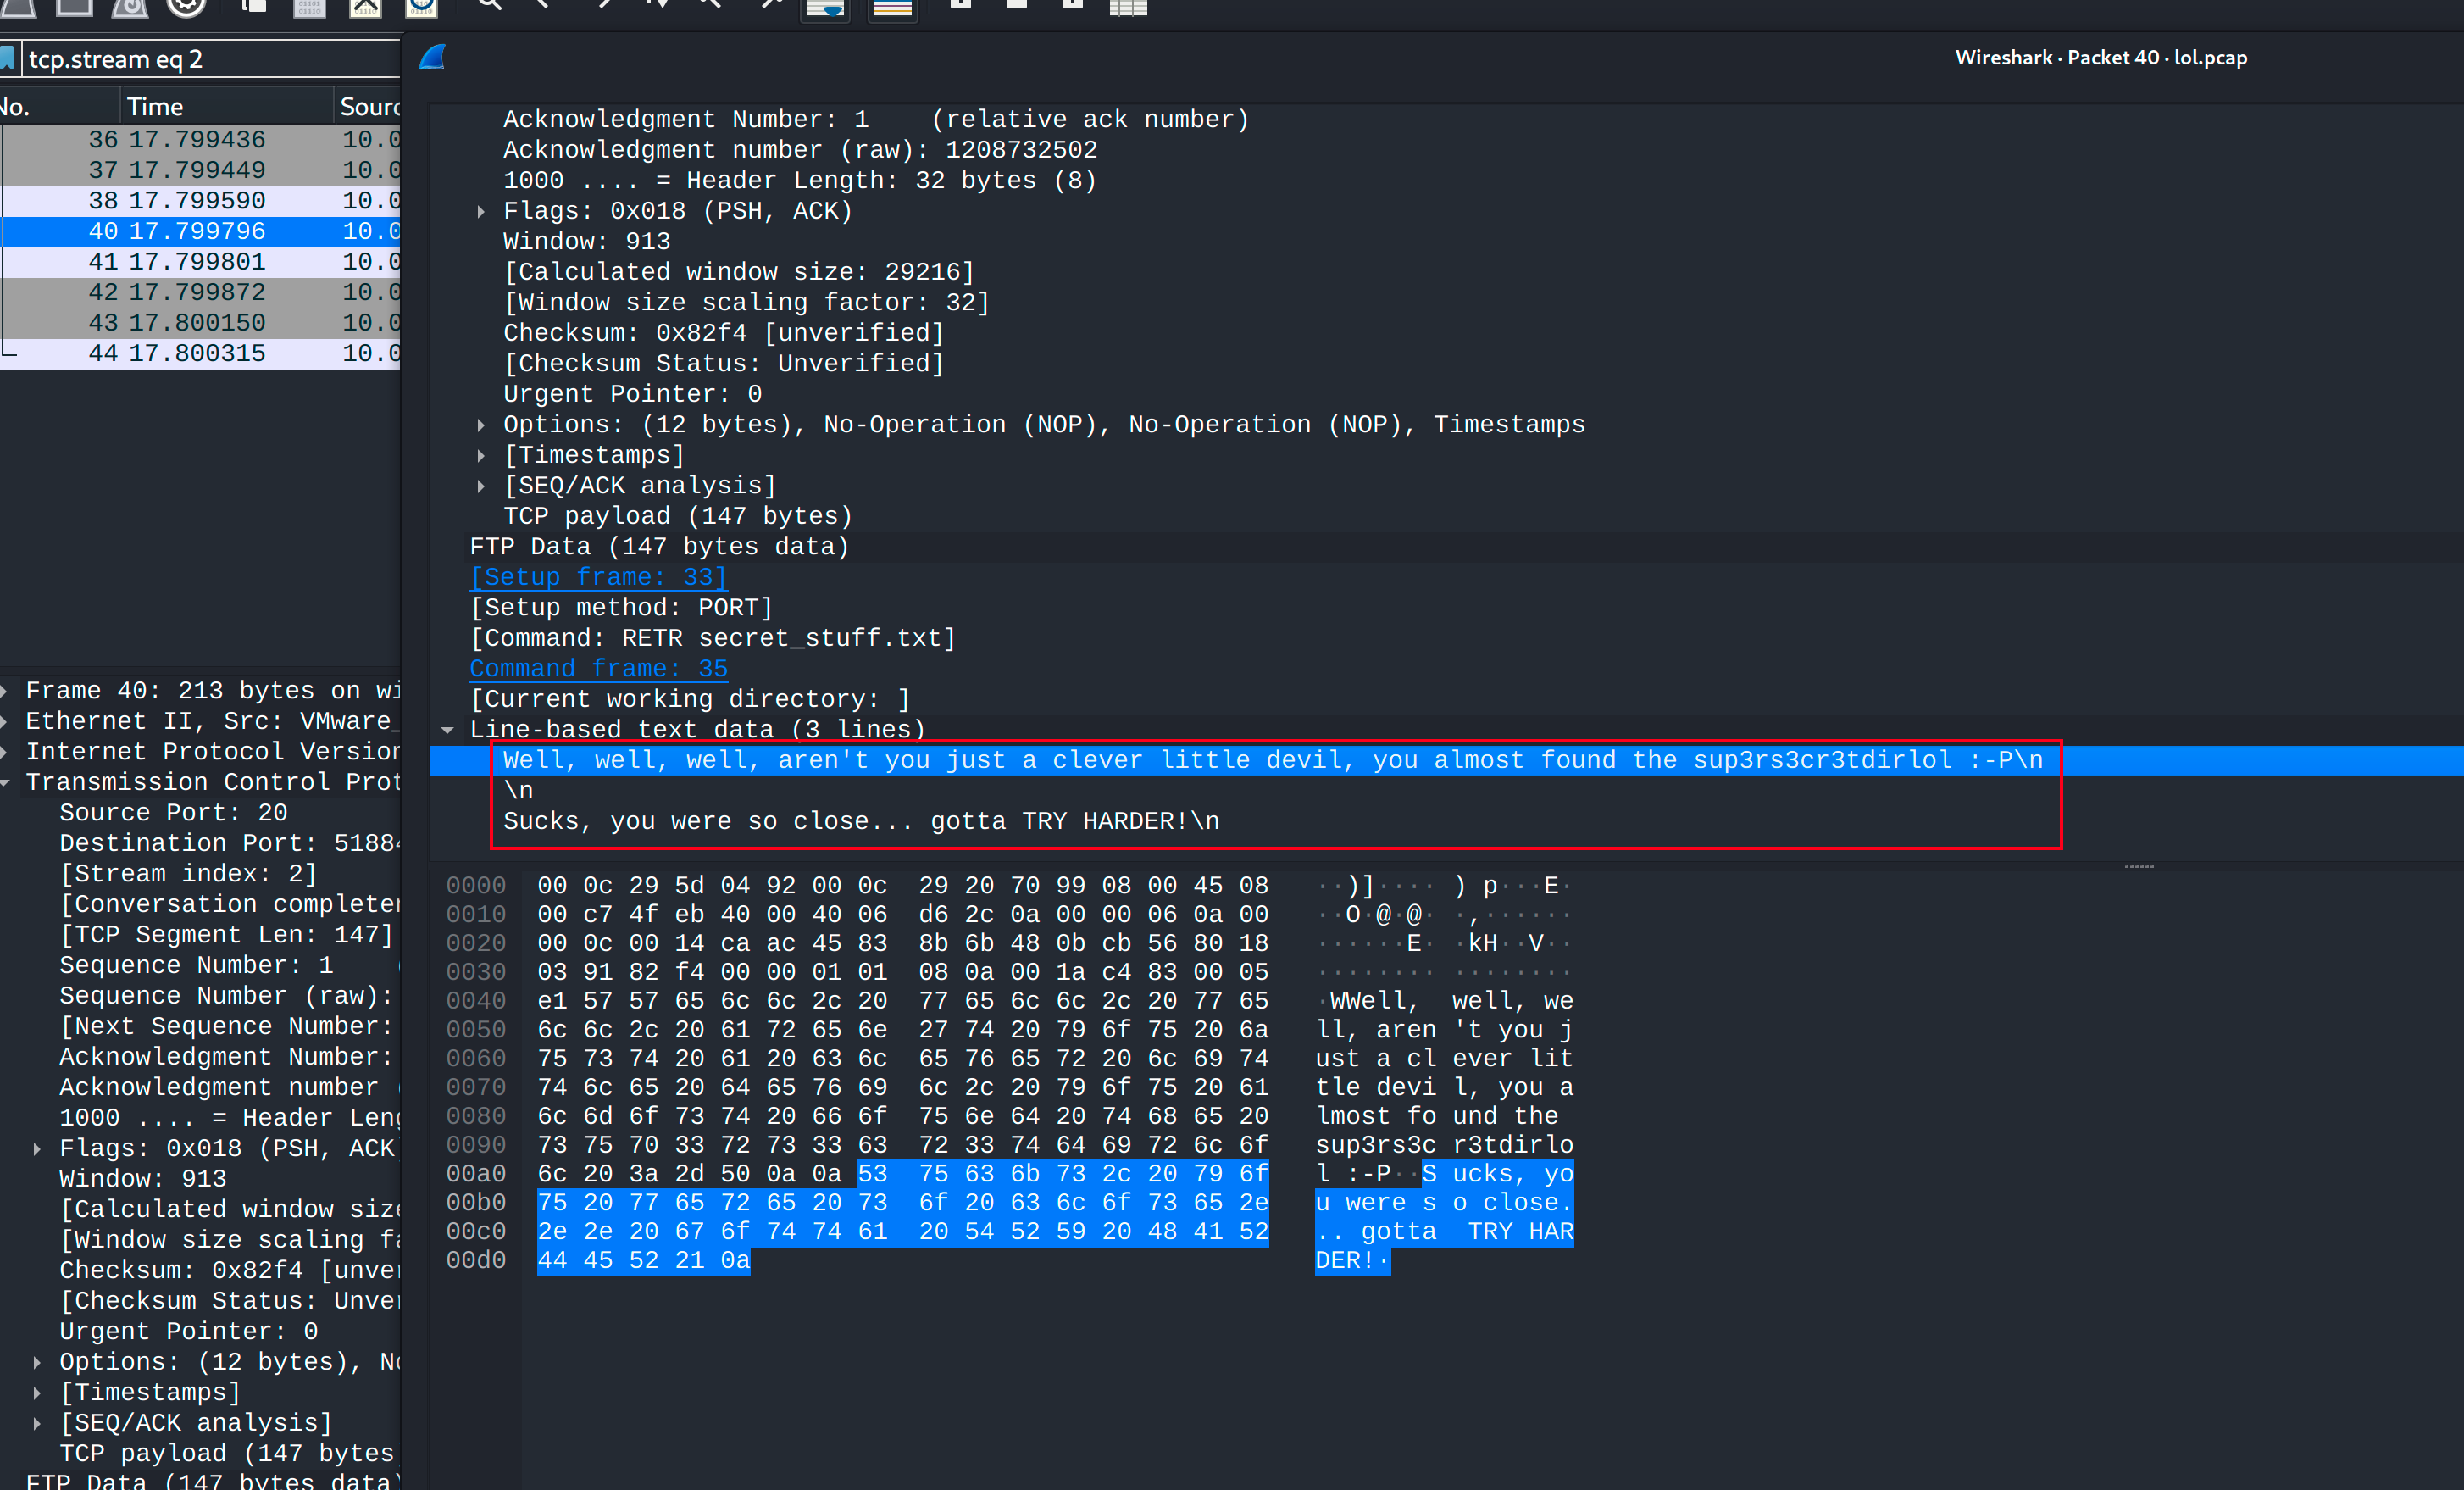 tcp.stream eq 2
Wireshark · Packet 40 · lol.pcap
No. Time
36 17.799436 10.0
37 17.799449 10.0
38 17.799590 10.0
40 17.799796 10.0
41 17.799801 10.0
42 17.799872 10.0
43 17.800150 10.0
44 17.800315 10.0
Frame 40: 213 bytes on
Ethernet II, Src: VMware_
Internet Protocol Version
Transmission Control
Source Port: 20
Destination Port: 51884
[Stream index: 2]
[Conversation
[TCP Segment Len: 147]
Sequence Number: 1
Sequence Number (raw):
[Next Sequence Number:
Acknowledgment Number:
Acknowledgment number
1000 .... = Header
Flags: 0x018 (PSH, ACK)
Window: 913
[Calculated window size
[Window size scaling
Checksum: 0x82f4
[Checksum Status:
Urgent Pointer: 0
Options: (12 bytes),
[Timestamps]
[SEQ/ACK analysis]
TCP payload (147 bytes
FTP Data (147 bytes data)
Acknowledgment Number: 1 (relative ack number)
Acknowledgment number (raw): 1208732502
1000 .... = Header Length: 32 bytes (8)
Flags: 0x018 (PSH, ACK)
Window: 913
[Calculated window size: 29216]
[Window size scaling factor: 32]
Checksum: 0x82f4 [unverified]
[Checksum Status: Unverified]
Urgent Pointer: 0
Options: (12 bytes), No-Operation (NOP), No-Operation (NOP), Timestamps
[Timestamps]
[SEQ/ACK analysis]
TCP payload (147 bytes)
FTP Data (147 bytes data)
[Setup frame: 33]
[Setup method: PORT]
[Command: RETR secret_stuff.txt]
Command frame: 35
[Current working directory: ]
Line-based text data (3 lines)
Well, well, well, aren't you just a clever little devil, you almost found the sup3rs3cr3tdirlol :-P\n
\n
Sucks, you were so close... gotta TRY HARDER!\n
0000 00 0c 29 5d 04 92 00 0c 29 20 70 99 08 00 45 08 ··)]···· ) p···E·
0010 00 c7 4f eb 40 00 40 06 d6 2c 0a 00 00 06 0a 00 ··O·@·@· ·,······
0020 00 0c 00 14 ca ac 45 83 8b 6b 48 0b cb 56 80 18 ······E· ·kH··V··
0030 03 91 82 f4 00 00 01 01 08 0a 00 1a c4 83 00 05 ········ ········
0040 e1 57 57 65 6c 6c 2c 20 77 65 6c 6c 2c 20 77 65 ·WWell, well, we
0050 6c 6c 2c 20 61 72 65 6e 27 74 20 79 6f 75 20 6a ll, aren 't you j
0060 75 73 74 20 61 20 63 6c 65 76 65 72 20 6c 69 74 ust a cl ever lit
0070 74 6c 65 20 64 65 76 69 6c 2c 20 79 6f 75 20 61 tle devi l, you a
0080 6c 6d 6f 73 74 20 66 6f 75 6e 64 20 74 68 65 20 lmost fo und the
0090 73 75 70 33 72 73 33 63 72 33 74 64 69 72 6c 6f sup3rs3c r3tdirlo
00a0 6c 20 3a 2d 50 0a 0a 53 75 63 6b 73 2c 20 79 6f l :-P··S ucks, yo
00b0 75 20 77 65 72 65 20 73 6f 20 63 6c 6f 73 65 2e u were s o close.
00c0 2e 2e 20 67 6f 74 74 61 20 54 52 59 20 48 41 52 .. gotta TRY HAR
00d0 44 45 52 21 0a DER!·